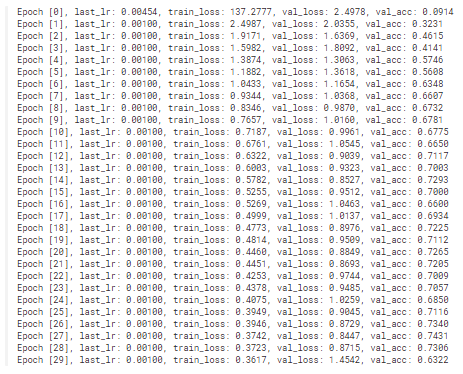 Epoch [0], last_lr: 0.00454, train_loss: 137.2777, val_loss: 2.4978, val_acc: 0.0914
Epoch [1], last_lr: 0.00100, train_loss: 2.4987, val_loss: 2.0355, val_acc: 0.3231
Epoch [2], last_lr: 0.00100, train_loss: 1.9171, val_loss: 1.6369, val_acc: 0.4615
Epoch [3], last_lr: 0.00100, train_loss: 1.5982, val_loss: 1.8092, val_acc: 0.4141
Epoch [4], last_lr: 0.00100, train_loss: 1.3874, val_loss: 1.3063, val_acc: 0.5746
Epoch [5], last_lr: 0.00100, train_loss: 1.1882, val_loss: 1.3618, val_acc: 0.5608
Epoch [6], last_lr: 0.00100, train_loss: 1.0433, val_loss: 1.1654, val_acc: 0.6348
Epoch [7], last_lr: 0.00100, train_loss: 0.9344, val_loss: 1.0368, val_acc: 0.6607
Epoch [8], last_lr: 0.00100, train_loss: 0.8346, val_loss: 0.9870, val_acc: 0.6732
Epoch [9], last_lr: 0.00100, train_loss: 0.7657, val_loss: 1.0160, val_acc: 0.6781
Epoch [10], last_lr: 0.00100, train_loss: 0.7187, val_loss: 0.9961, val_acc: 0.6775
Epoch [11], last_lr: 0.00100, train_loss: 0.6761, val_loss: 1.0545, val_acc: 0.6650
Epoch [12], last_lr: 0.00100, train_loss: 0.6322, val_loss: 0.9039, val_acc: 0.7117
Epoch [13], last_lr: 0.00100, train_loss: 0.6003, val_loss: 0.9323, val_acc: 0.7003
Epoch [14], last_lr: 0.00100, train_loss: 0.5782, val_loss: 0.8527, val_acc: 0.7293
Epoch [15], last_lr: 0.00100, train_loss: 0.5255, val_loss: 0.9512, val_acc: 0.7000
Epoch [16], last_lr: 0.00100, train_loss: 0.5269, val_loss: 1.0463, val_acc: 0.6600
Epoch [17], last_lr: 0.00100, train_loss: 0.4999, val_loss: 1.0137, val_acc: 0.6934
Epoch [18], last_lr: 0.00100, train_loss: 0.4773, val_loss: 0.8976, val_acc: 0.7225
Epoch [19], last_lr: 0.00100, train_loss: 0.4814, val_loss: 0.9509, val_acc: 0.7112
Epoch [20], last_lr: 0.00100, train_loss: 0.4460, val_loss: 0.8849, val_acc: 0.7265
Epoch [21], last_lr: 0.00100, train_loss: 0.4451, val_loss: 0.8693, val_acc: 0.7205
Epoch [22], last_lr: 0.00100, train_loss: 0.4253, val_loss: 0.9744, val_acc: 0.7009
Epoch [23], last_lr: 0.00100, train_loss: 0.4378, val_loss: 0.9485, val_acc: 0.7057
Epoch [24], last_lr: 0.00100, train_loss: 0.4075, val_loss: 1.0259, val_acc: 0.6850
Epoch [25], last_lr: 0.00100, train_loss: 0.3949, val_loss: 0.9045, val_acc: 0.7116
Epoch [26], last_lr: 0.00100, train_loss: 0.3946, val_loss: 0.8729, val_acc: 0.7340
Epoch [27], last_lr: 0.00100, train_loss: 0.3742, val_loss: 0.8447, val_acc: 0.7431
Epoch [28], last_lr: 0.00100, train_loss: 0.3723, val_loss: 0.8715, val_acc: 0.7306
Epoch [29], last_lr: 0.00100, train_loss: 0.3617, val_loss: 1.4542, val_acc: 0.6322